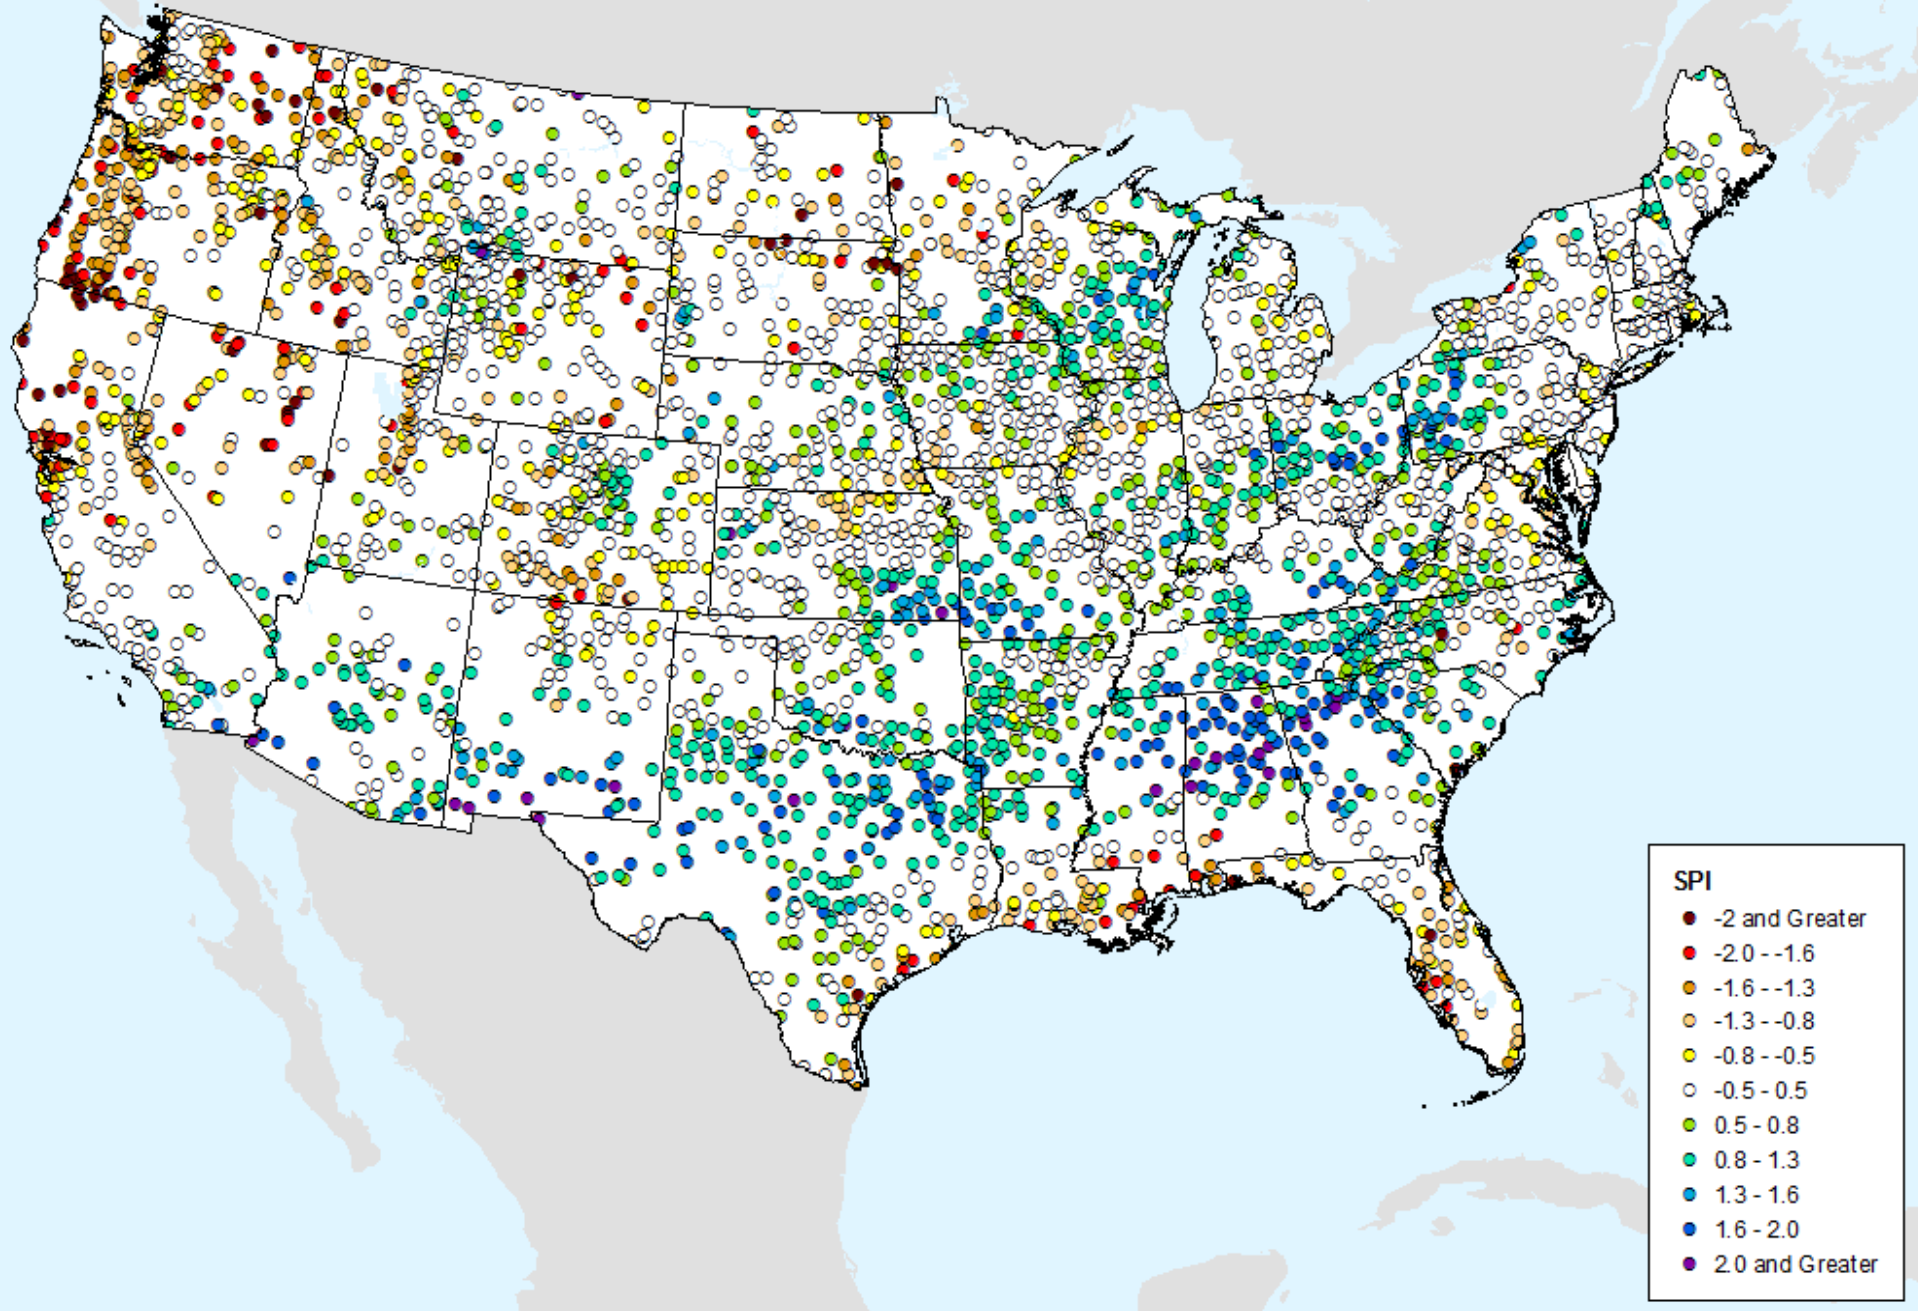 SPI
-2 and Greater
-2.0 - -1.6
-1.6 - -1.3
-1.3 - -0.8
-0.8 - -0.5
-0.5 - 0.5
0.5 - 0.8
0.8 - 1.3
1.3 - 1.6
1.6 - 2.0
2.0 and Greater